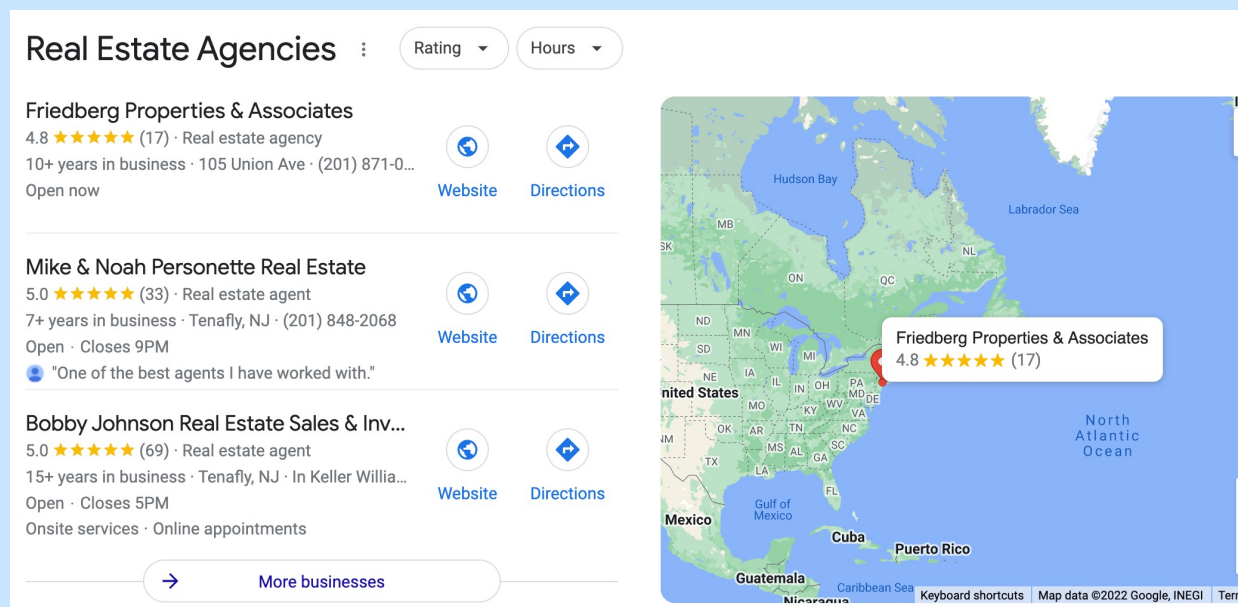 Real Estate Agencies
Rating
Hours
Friedberg Properties & Associates
4.8 (17) · Real estate agency
10+ years in business · 105 Union Ave · (201) 871-0...
Open now
Website
Directions
Mike & Noah Personette Real Estate
5.0 (33) · Real estate agent
7+ years in business · Tenafly, NJ · (201) 848-2068
Open · Closes 9PM
"One of the best agents I have worked with."
Website
Directions
Bobby Johnson Real Estate Sales & Inv...
5.0 (69) · Real estate agent
15+ years in business · Tenafly, NJ · In Keller Willia...
Open · Closes 5PM
Onsite services · Online appointments
Website
Directions
More businesses
Hudson Bay
Labrador Sea
MB
SK
NL
ON
QC
ND
MN
SD
WI
MI
Friedberg Properties & Associates
4.8 (17)
NE
IA
IL
IN
OH
PA
MD
DE
nited States
MO
KY
WV
VA
NM
OK
AR
TN
NC
MS
AL
SC
GA
TX
LA
FL
North
Atlantic
Ocean
Gulf of
Mexico
Mexico
Cuba
Puerto Rico
Guatemala
Caribbean Sea
Nicaragua
Keyboard shortcuts
Map data ©2022 Google, INEGI
Terr